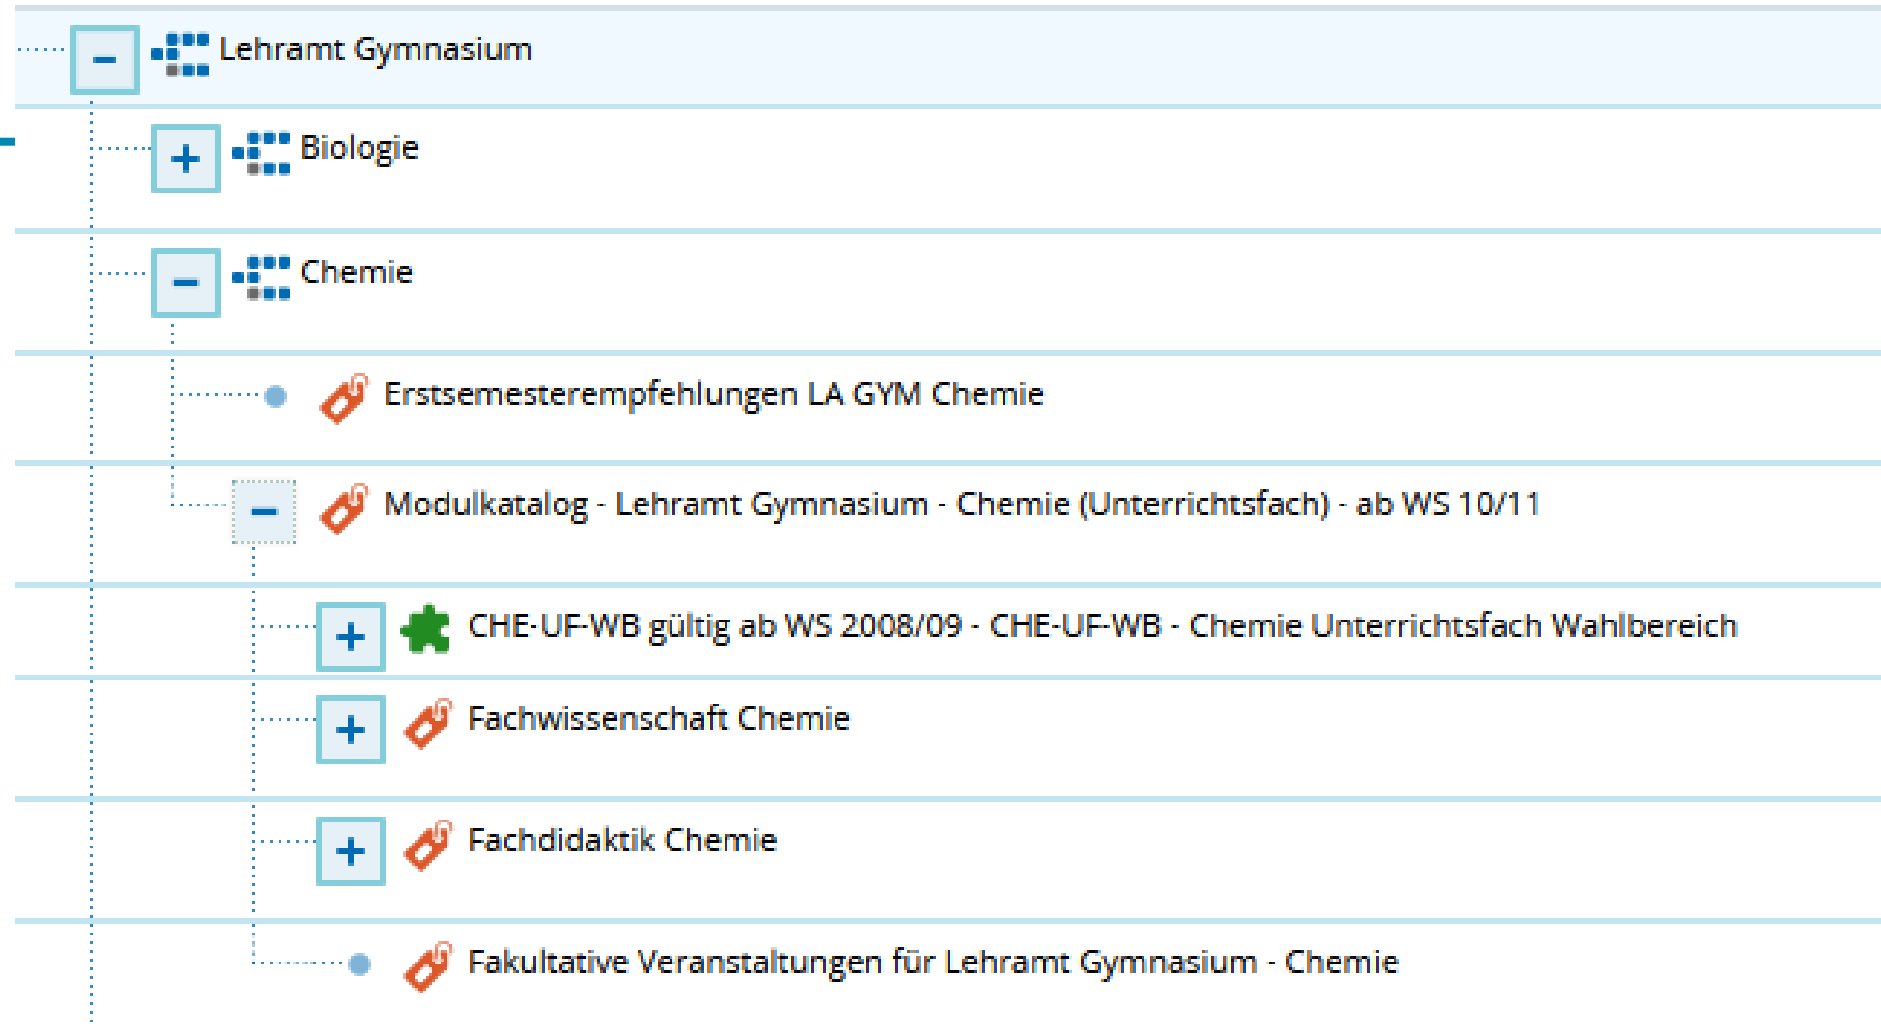 Lehramt Gymnasium
Biologie
Chemie
Erstsemesterempfehlungen LA GYM Chemie
Modulkatalog - Lehramt Gymnasium - Chemie (Unterrichtsfach) - ab WS 10/11
CHE-UF-WB gültig ab WS 2008/09 - CHE-UF-WB - Chemie Unterrichtsfach Wahlbereich
Fachwissenschaft Chemie
Fachdidaktik Chemie
Fakultative Veranstaltungen für Lehramt Gymnasium - Chemie